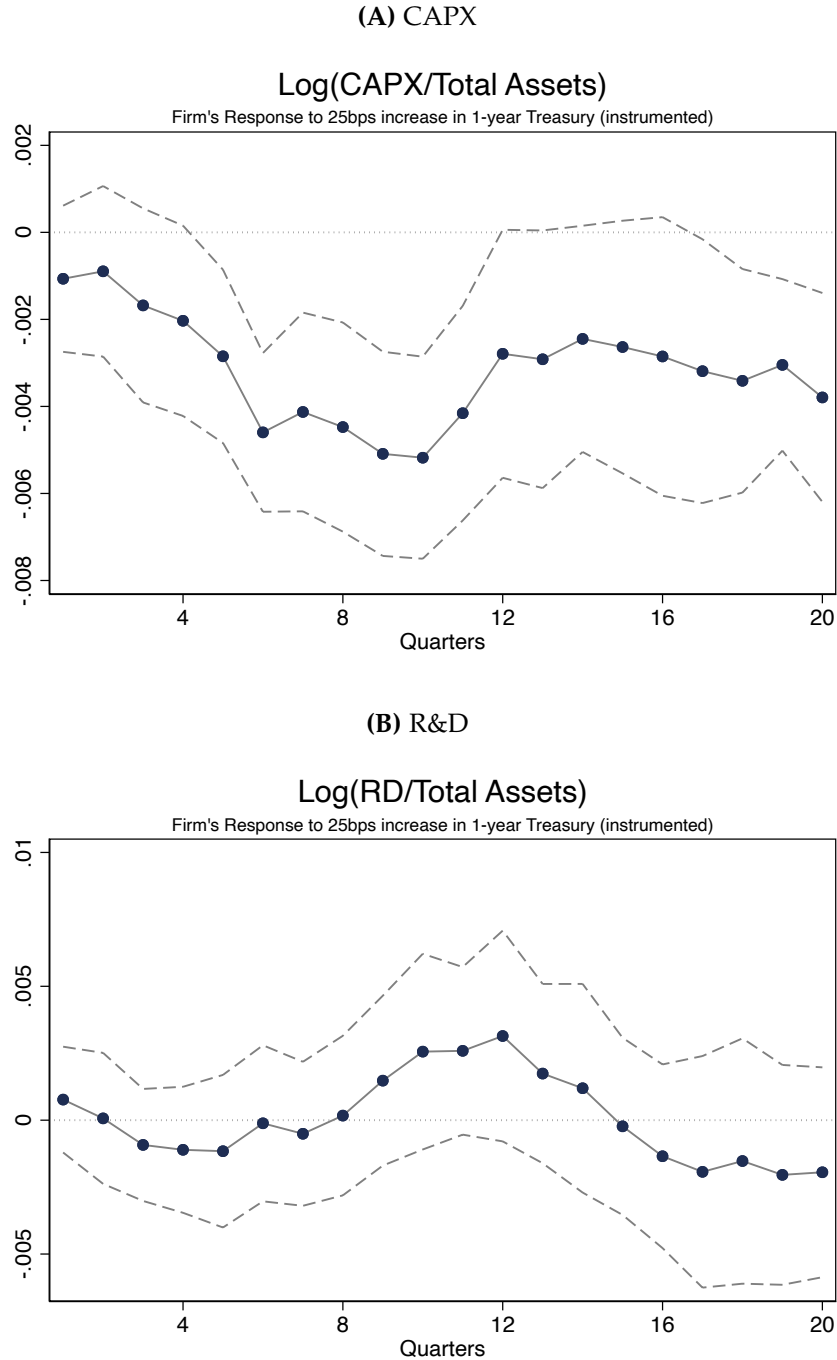 (A) CAPX
Log(CAPX/Total Assets)
Firm's Response to 25bps increase in 1-year Treasury (instrumented)
.002
0
-.002
-.004
-.006
-.008
4 8 12 16 20
Quarters
(B) R&D
Log(RD/Total Assets)
Firm's Response to 25bps increase in 1-year Treasury (instrumented)
.01
.005
0
-.005
4 8 12 16 20
Quarters